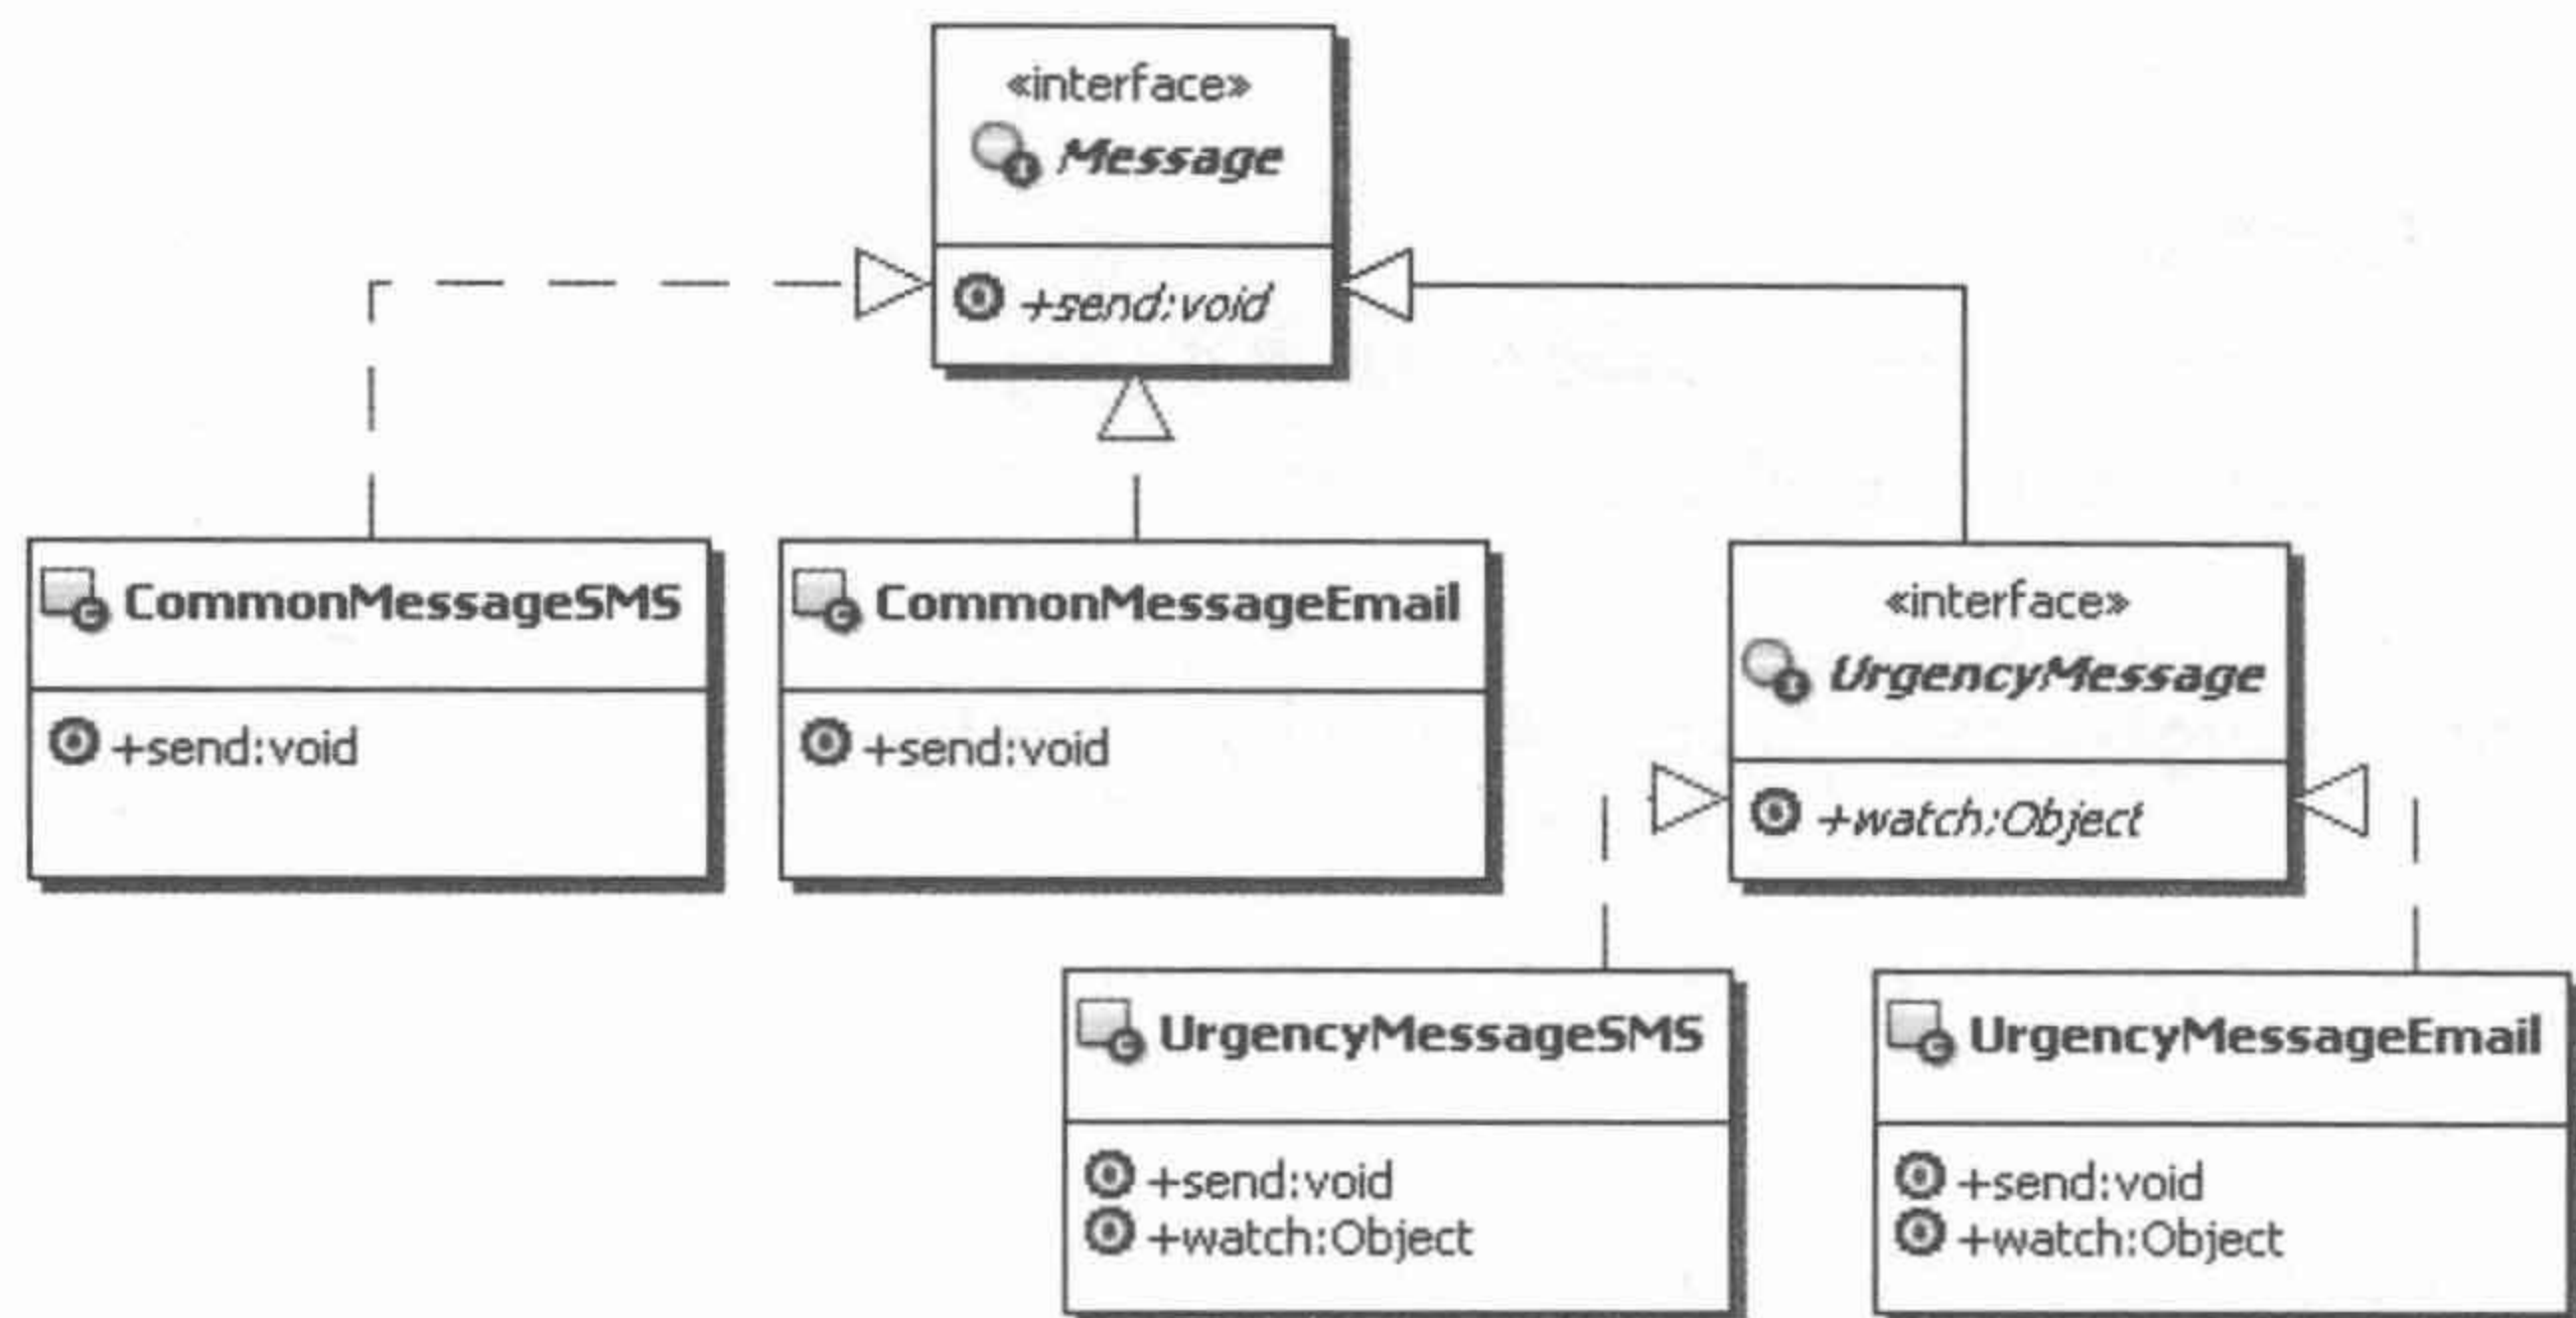 «interface»
Message
+send:void
CommonMessageSMS
+send:void
CommonMessageEmail
+send:void
«interface»
UrgencyMessage
+watch:Object
UrgencyMessageSMS
+send:void
+watch:Object
UrgencyMessageEmail
+send:void
+watch:Object